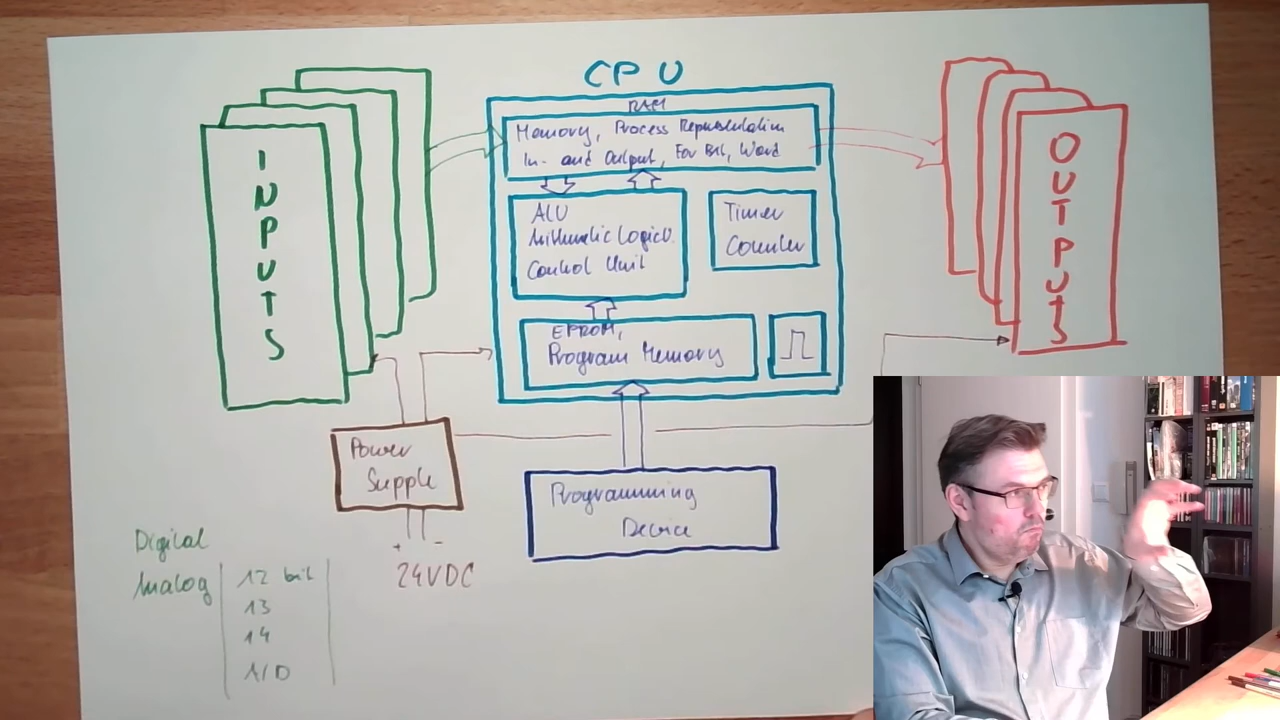 CPU
INPUTS
RAM
Memory, Process Representation
In- and Output, For Bit, Word
ALU
Arithmetic Logic U.
Control Unit
Timer
Counter
EPROM,
Program Memory
OUTPUTS
Power
Supple
+ -
24VDC
Programming
Device
Digital
Analog
12 bit
13
14
A/D